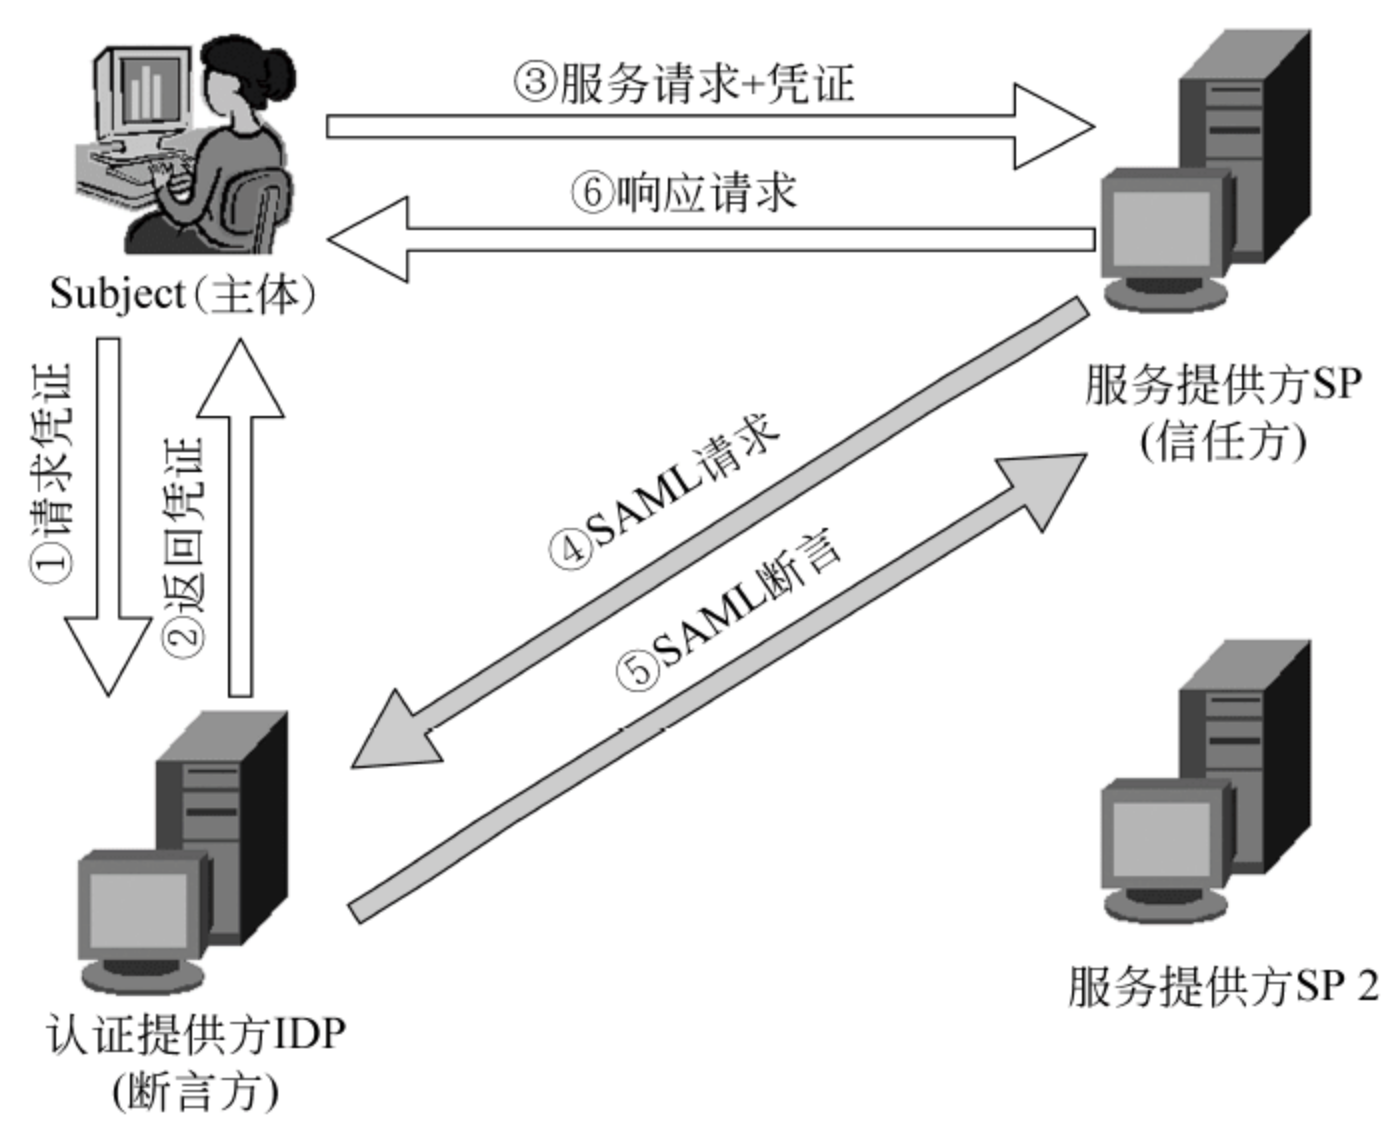 ③服务请求+凭证
⑥响应请求
Subject(主体)
服务提供方SP
(信任方)
①请求凭证
②返回凭证
④SAML请求
⑤SAML断言
服务提供方SP 2
认证提供方IDP
(断言方)